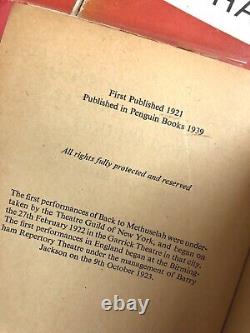 HA
First Published 1921
Published in Penguin Books 1939
All rights fully protected and reserved
The first performances of Back to Methuselah were under-
taken by the Theatre Guild of New York, and began on
the 27th February 1922 in the Garrick Theatre in that city.
The first performances in England began at the Birming-
ham Repertory Theatre under the management of Barry
Jackson on the 9th October 1923.